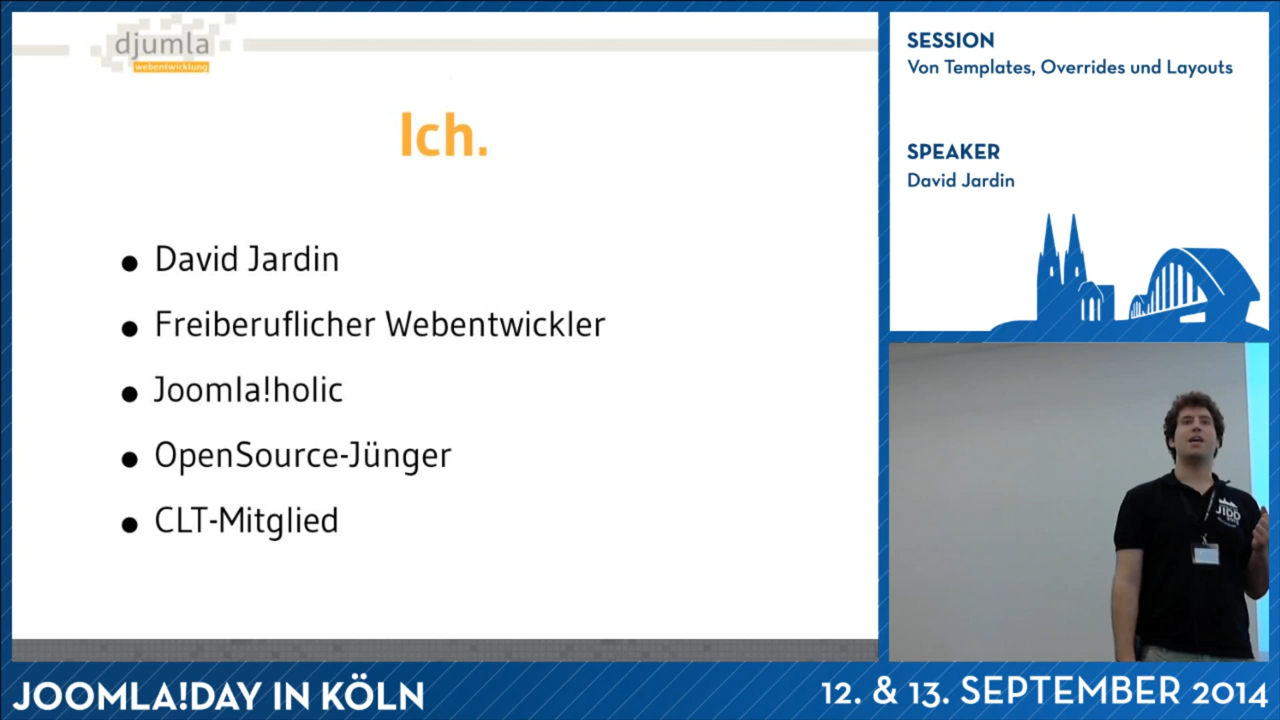 djumla
webentwicklung
Ich.
David Jardin
Freiberuflicher Webentwickler
Joomla!holic
OpenSource-Jünger
CLT-Mitglied
SESSION
Von Templates, Overrides und Layouts
SPEAKER
David Jardin
JOOMLA!DAY IN KÖLN
12. & 13. SEPTEMBER 2014